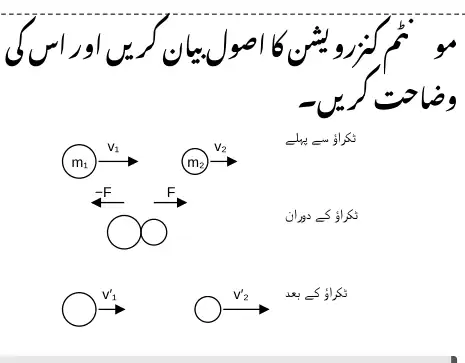 مومنٹم کنزرویشن کا اصول بیان کریں اور اس کی
وضاحت کریں۔
ٹکراؤ سے پہلے
v₁ v₂
m₁ m₂
−F F
ٹکراؤ کے دوران
v′₁ v′₂
ٹکراؤ کے بعد